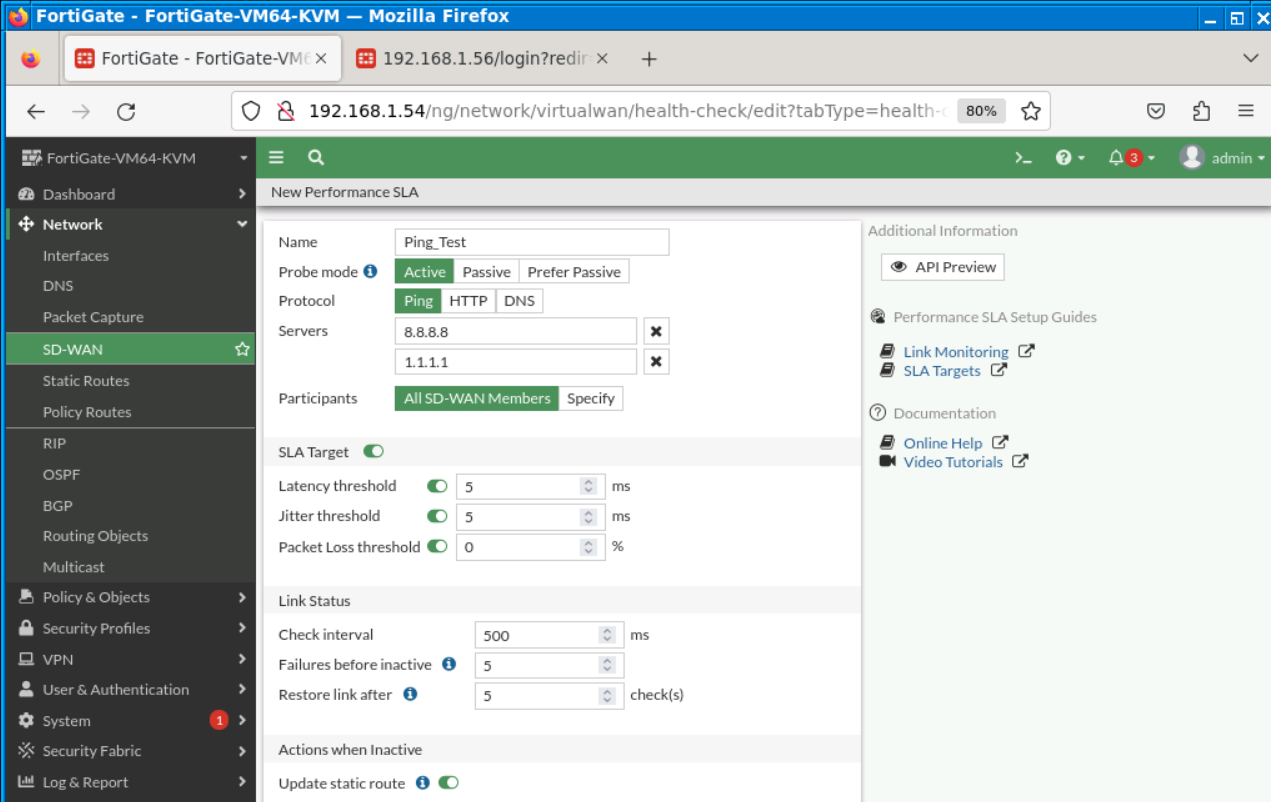 FortiGate - FortiGate-VM64-KVM — Mozilla Firefox
FortiGate - FortiGate-VM6
192.168.1.56/login?redir
192.168.1.54/ng/network/virtualwan/health-check/edit?tabType=health-c
80%
FortiGate-VM64-KVM
3
admin
Dashboard
New Performance SLA
Network
Interfaces
DNS
Packet Capture
SD-WAN
Static Routes
Policy Routes
RIP
OSPF
BGP
Routing Objects
Multicast
Policy & Objects
Security Profiles
VPN
User & Authentication
System 1
Security Fabric
Log & Report
Name Ping_Test
Probe mode Active Passive Prefer Passive
Protocol Ping HTTP DNS
Servers 8.8.8.8
1.1.1.1
Participants All SD-WAN Members Specify
SLA Target
Latency threshold 5 ms
Jitter threshold 5 ms
Packet Loss threshold 0 %
Link Status
Check interval 500 ms
Failures before inactive 5
Restore link after 5 check(s)
Actions when Inactive
Update static route
Additional Information
API Preview
Performance SLA Setup Guides
Link Monitoring
SLA Targets
Documentation
Online Help
Video Tutorials